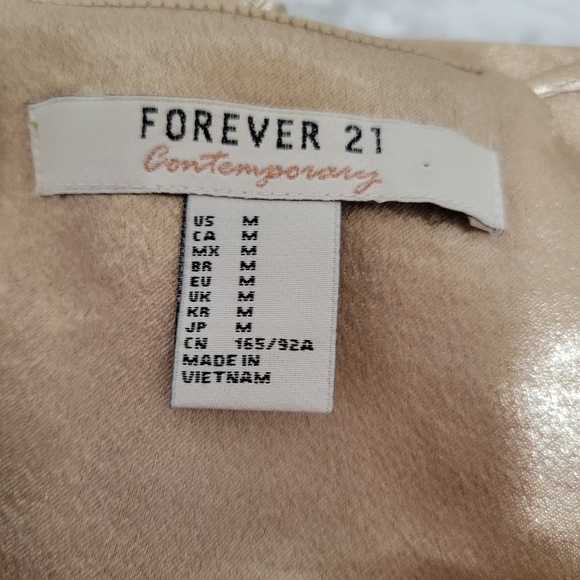 FOREVER 21
Contemporary
US M
CA M
MX M
BR M
EU M
UK M
KR M
JP M
CN 165/92A
MADE IN
VIETNAM